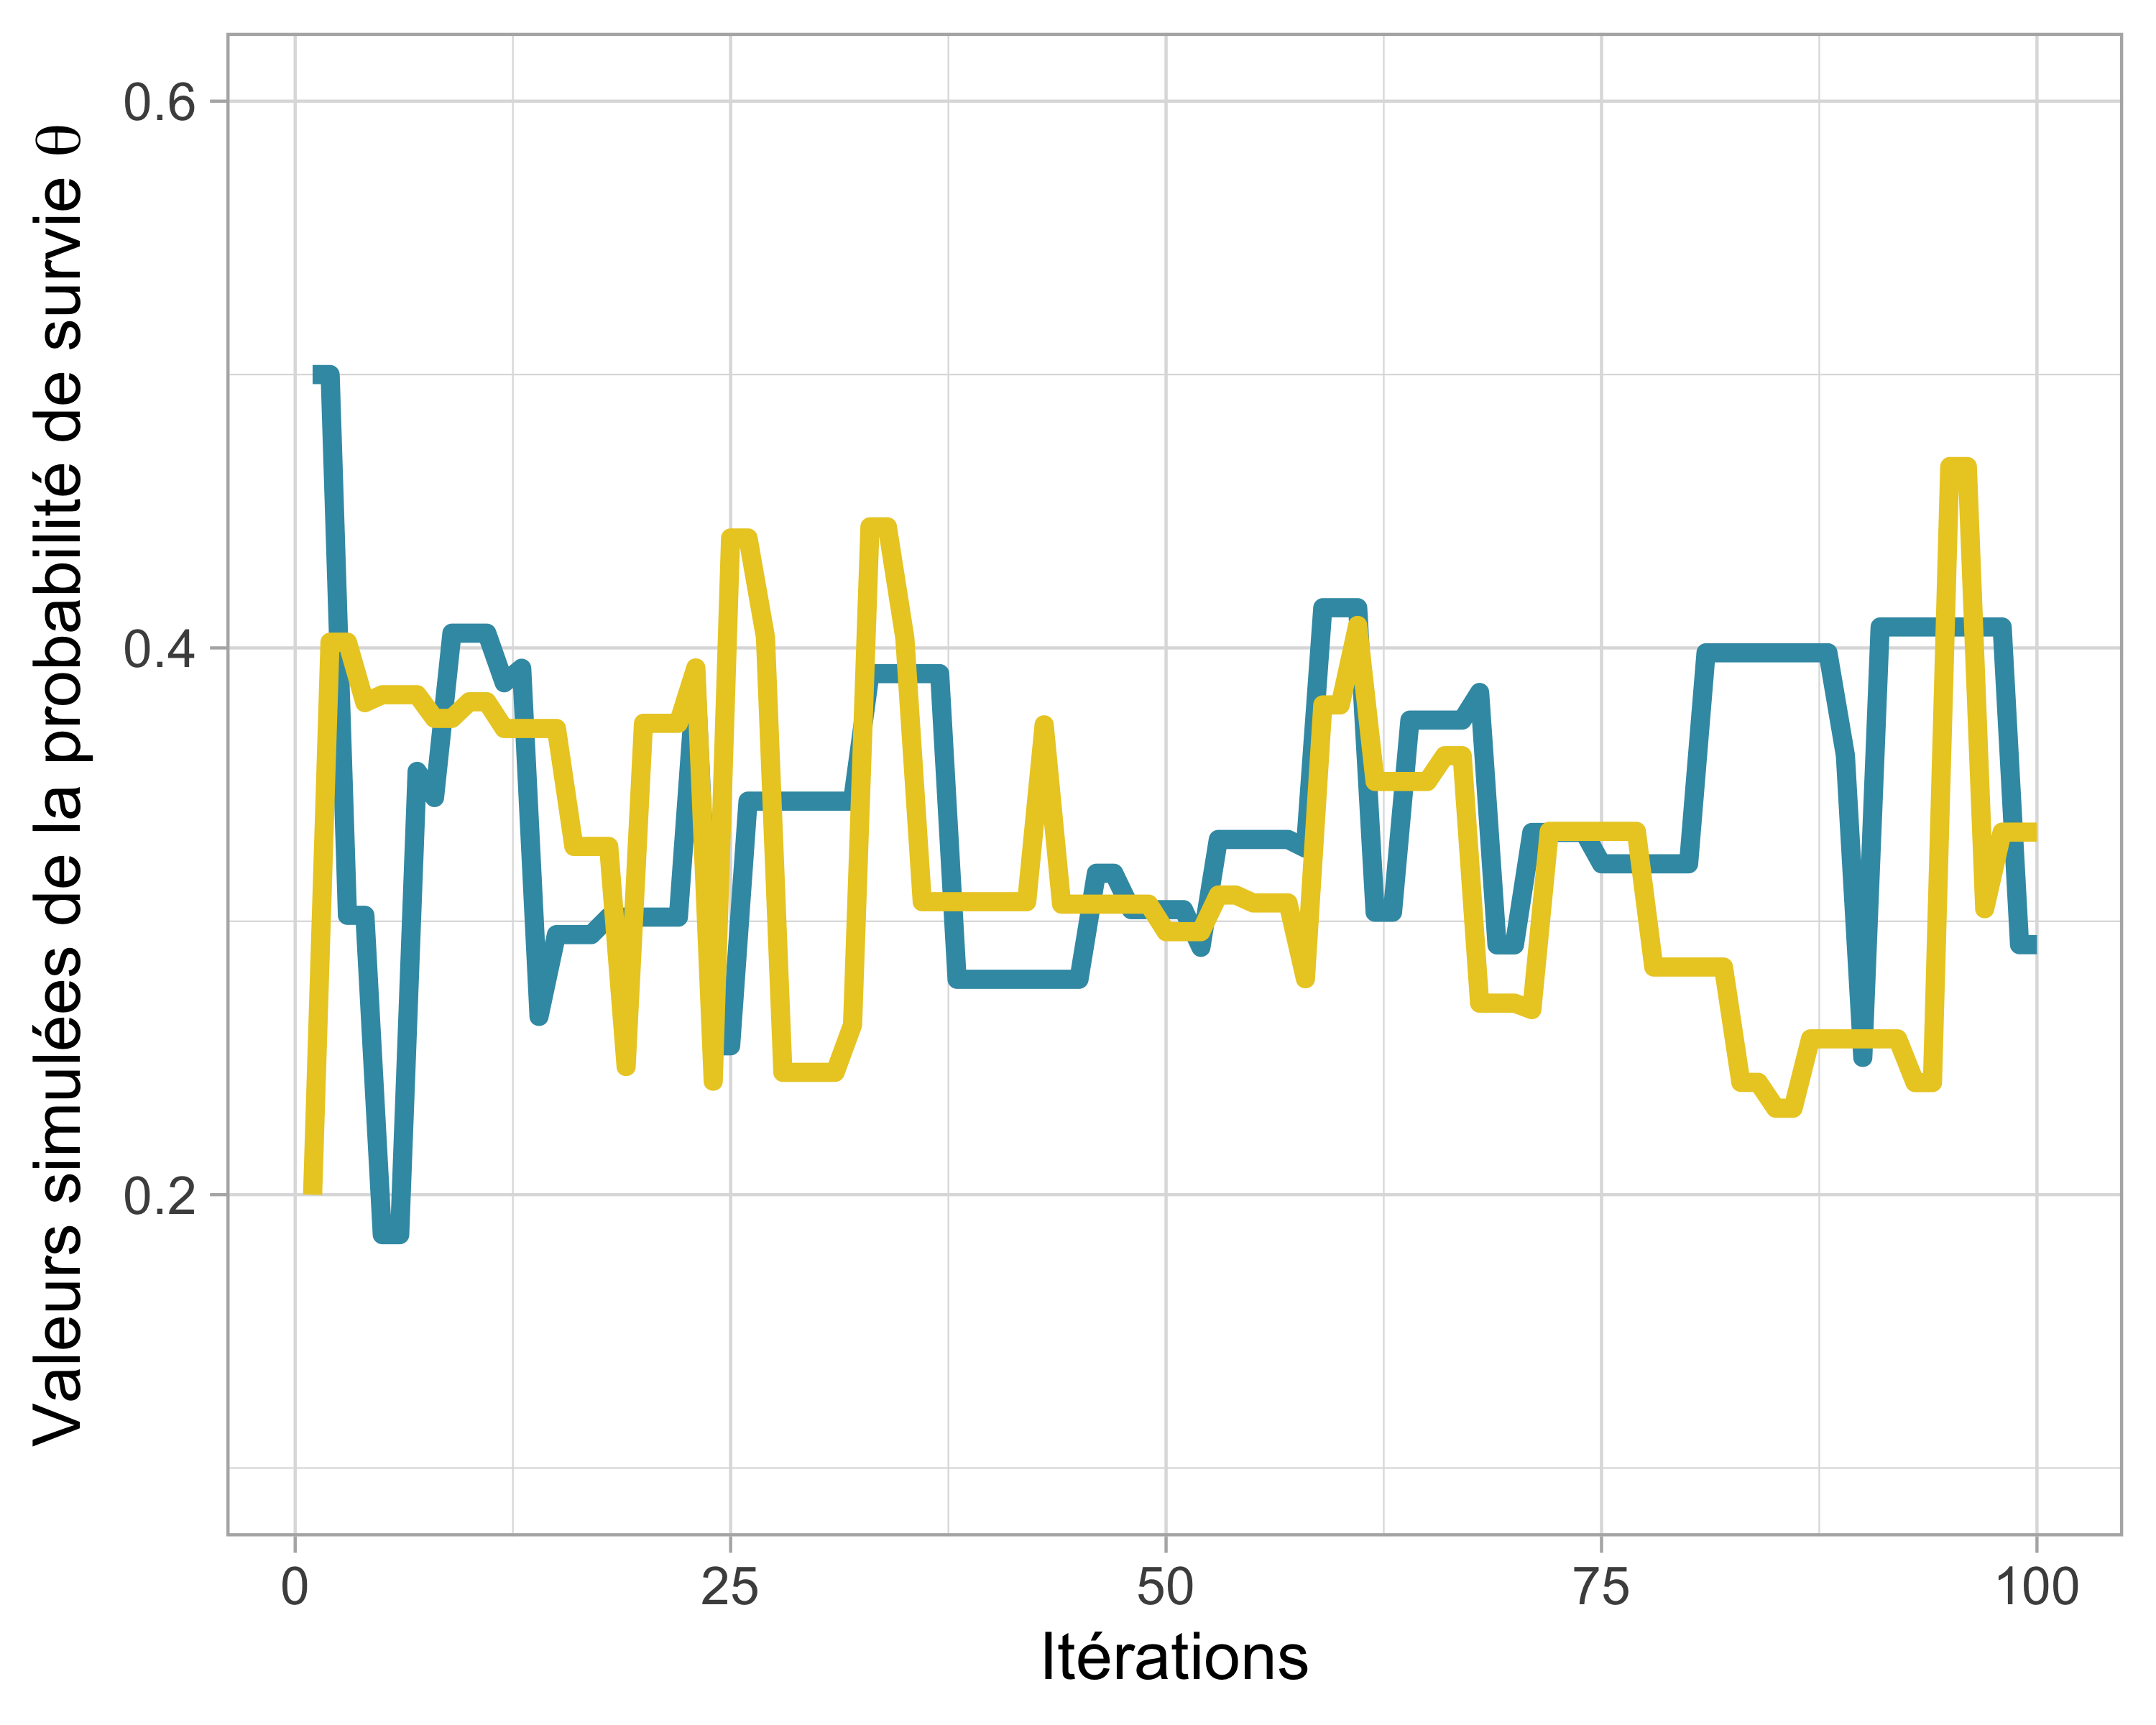 Valeurs simulées de la probabilité de survie θ
0.6
0.4
0.2
0 25 50 75 100
Itérations